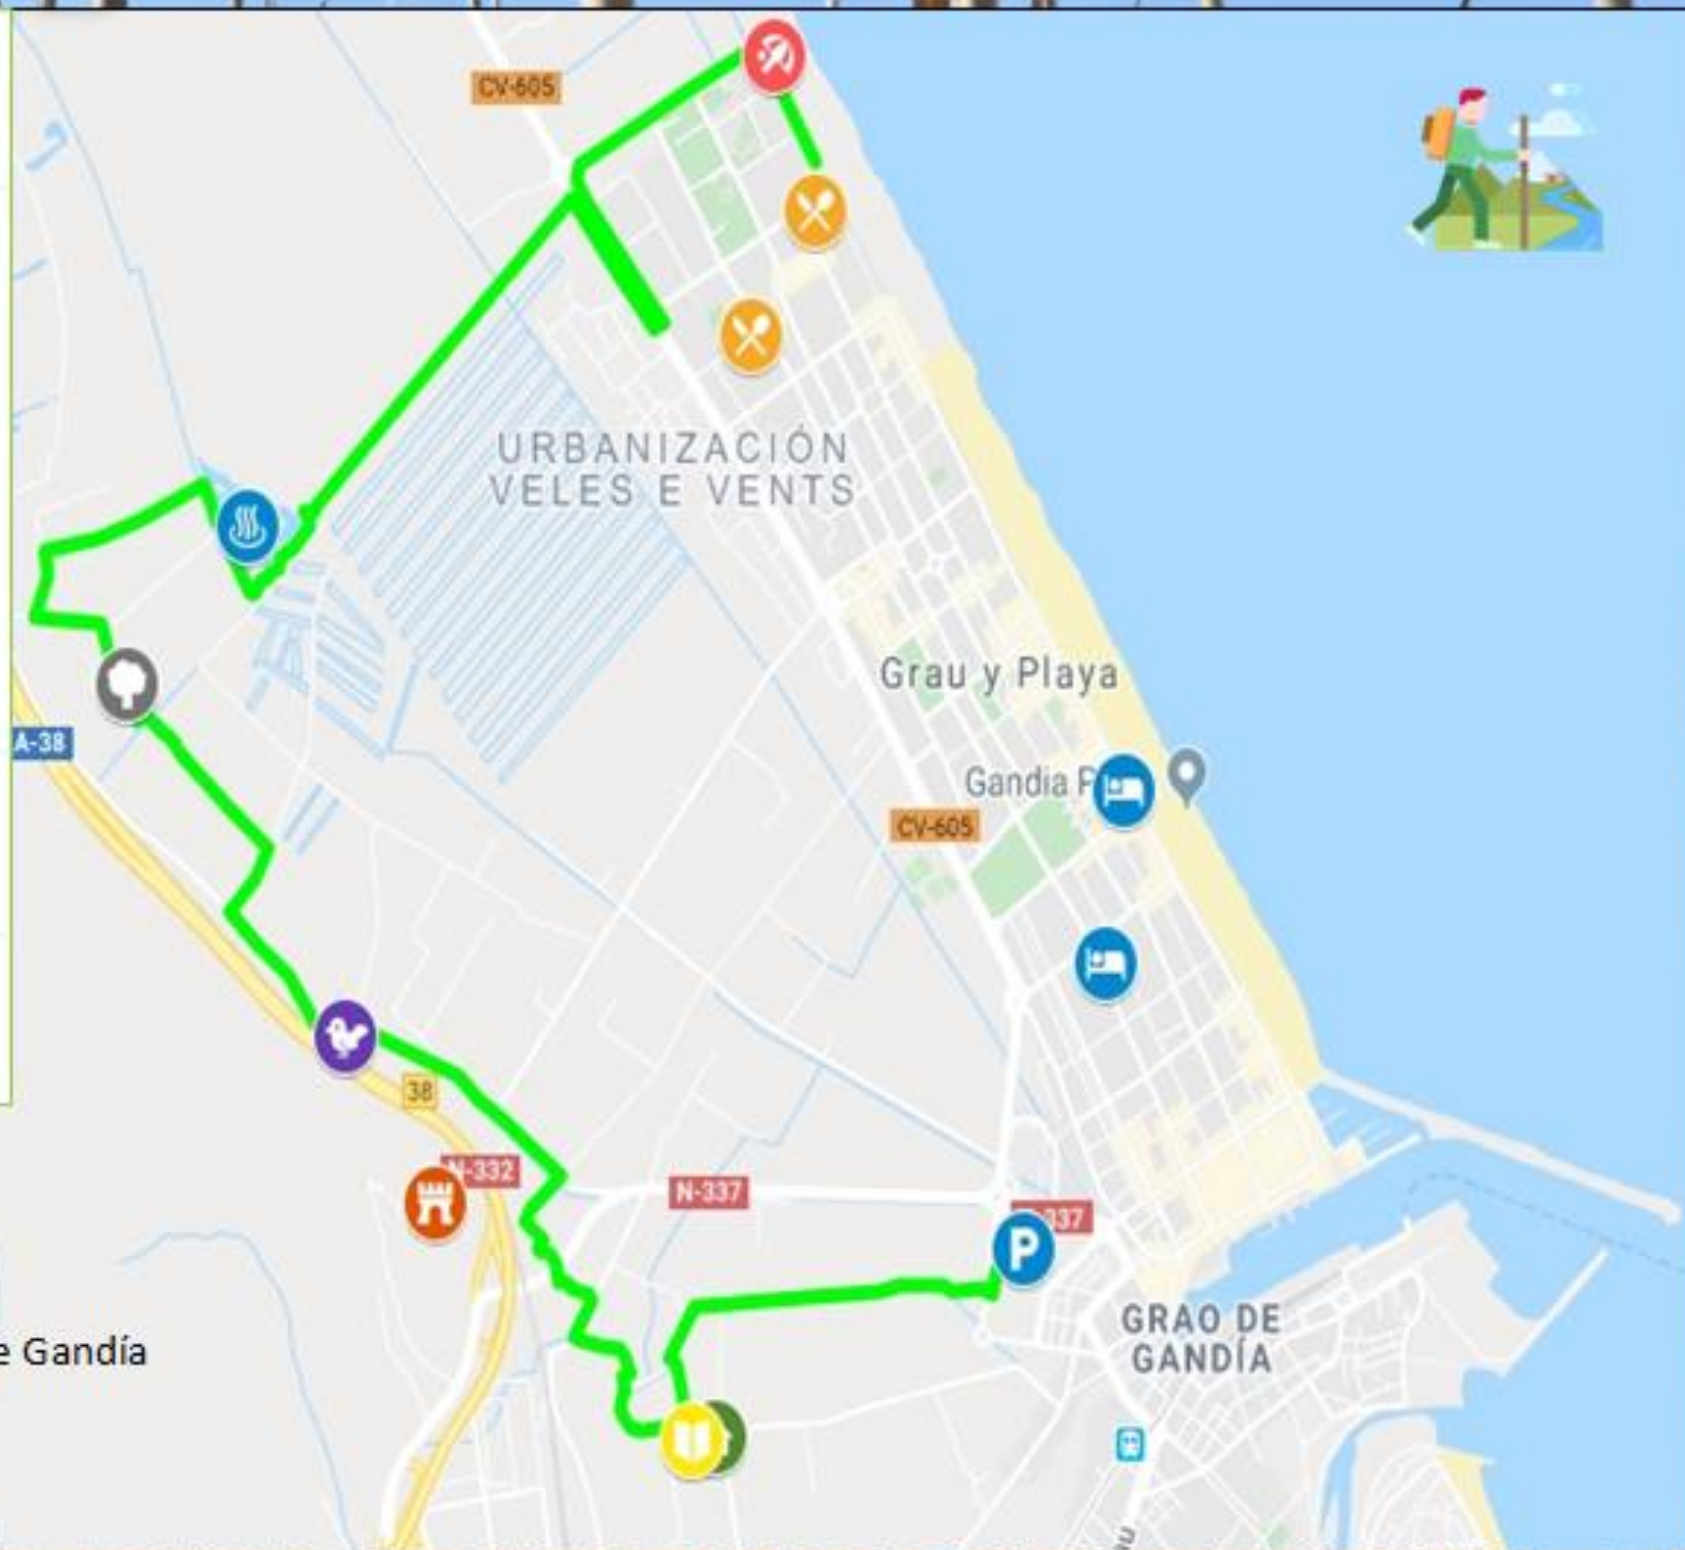 CV-605
URBANIZACIÓN
VELES E VENTS
Grau y Playa
A-38
Gandia P
CV-605
38
N-332
N-337
337
P
GRAO DE
GANDÍA
e Gandía